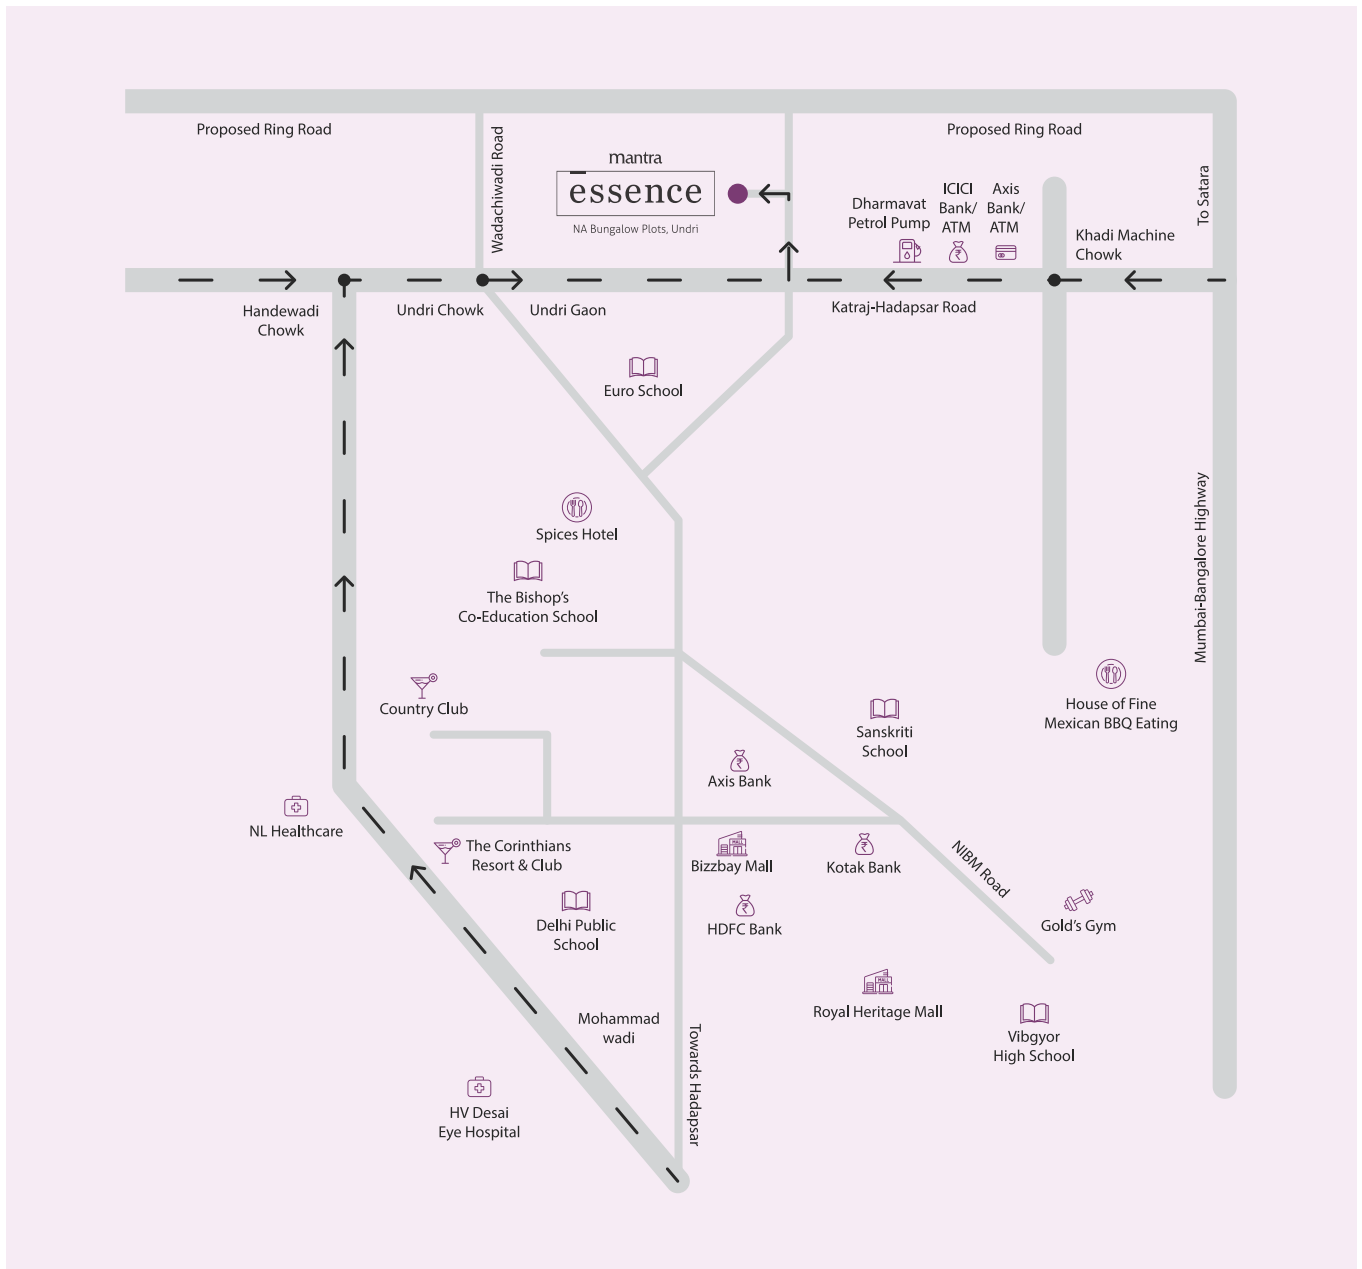 Proposed Ring Road
Proposed Ring Road
Wadachiwadi Road
mantra
essence
NA Bungalow Plots, Undri
Dharmavat
Petrol Pump
ICICI
Bank/
ATM
Axis
Bank/
ATM
To Satara
Khadi Machine
Chowk
Handewadi
Chowk
Undri Chowk
Undri Gaon
Katraj-Hadapsar Road
Euro School
Spices Hotel
The Bishop's
Co-Education School
Mumbai-Bangalore Highway
Country Club
House of Fine
Mexican BBQ Eating
Sanskriti
School
Axis Bank
NL Healthcare
The Corinthians
Resort & Club
MALL
Bizzbay Mall
Kotak Bank
NIBM Road
Delhi Public
School
HDFC Bank
Gold's Gym
MALL
Royal Heritage Mall
Mohammad
wadi
Vibgyor
High School
Towards Hadapsar
HV Desai
Eye Hospital